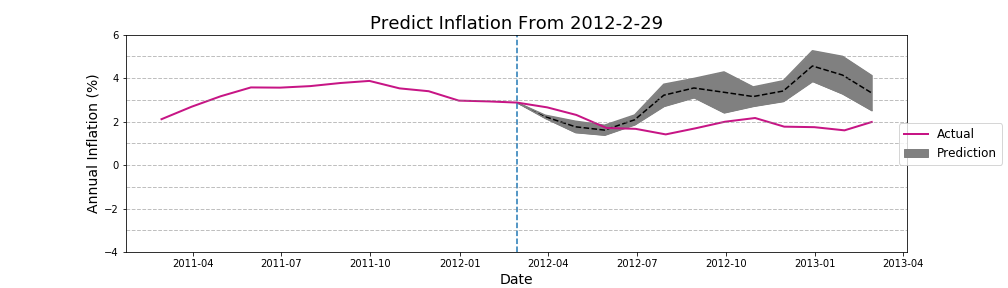 Predict Inflation From 2012-2-29
Annual Inflation (%)
6
4
2
0
−2
−4
2011-04 2011-07 2011-10 2012-01 2012-04 2012-07 2012-10 2013-01 2013-04
Date
Actual
Prediction